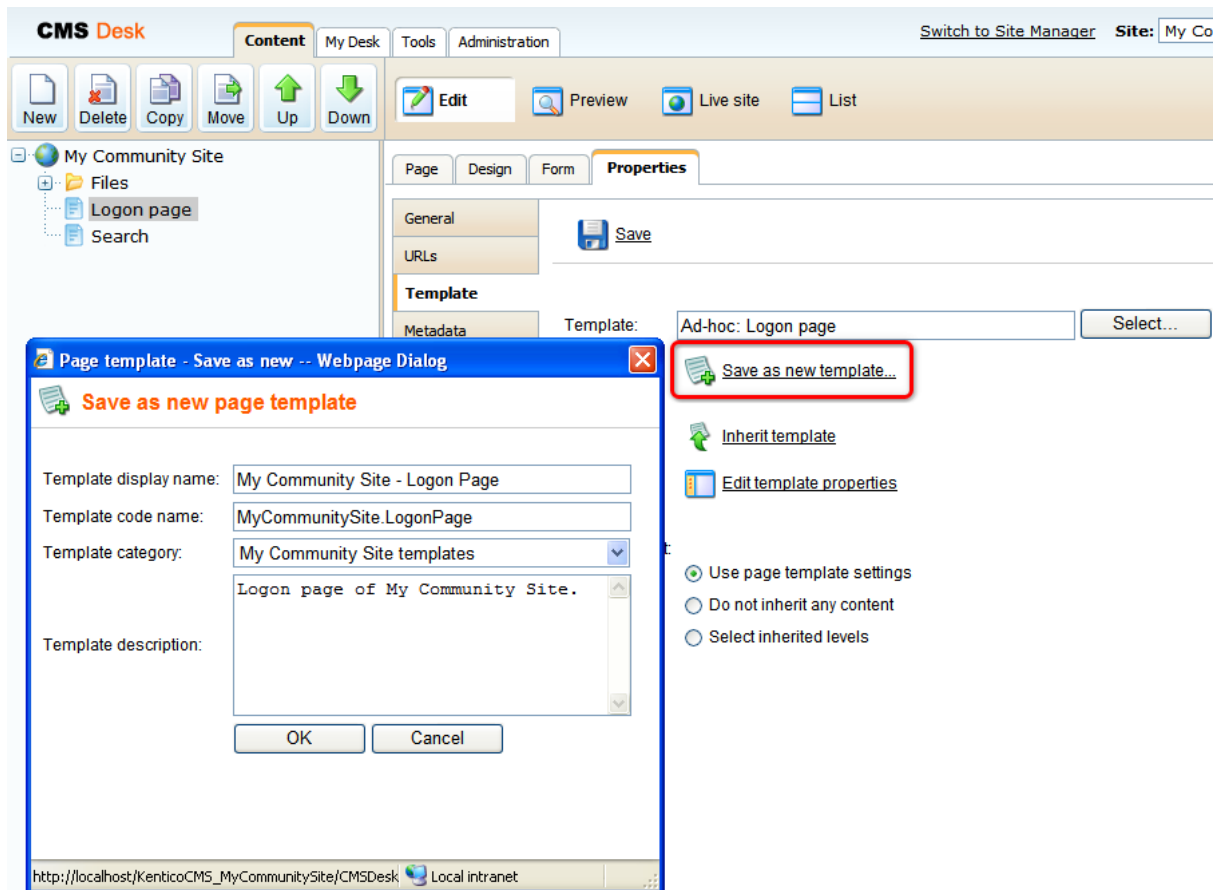 CMS Desk
Content
My Desk
Tools
Administration
Switch to Site Manager
Site: My Co
New
Delete
Copy
Move
Up
Down
Edit
Preview
Live site
List
My Community Site
Files
Logon page
Search
Page
Design
Form
Properties
General
URLs
Template
Metadata
Save
Template: Ad-hoc: Logon page
Select...
Save as new template...
Inherit template
Edit template properties
t:
Use page template settings
Do not inherit any content
Select inherited levels
Page template - Save as new -- Webpage Dialog
Save as new page template
Template display name: My Community Site - Logon Page
Template code name: MyCommunitySite.LogonPage
Template category: My Community Site templates
Template description: Logon page of My Community Site.
OK
Cancel
http://localhost/KenticoCMS_MyCommunitySite/CMSDesk
Local intranet